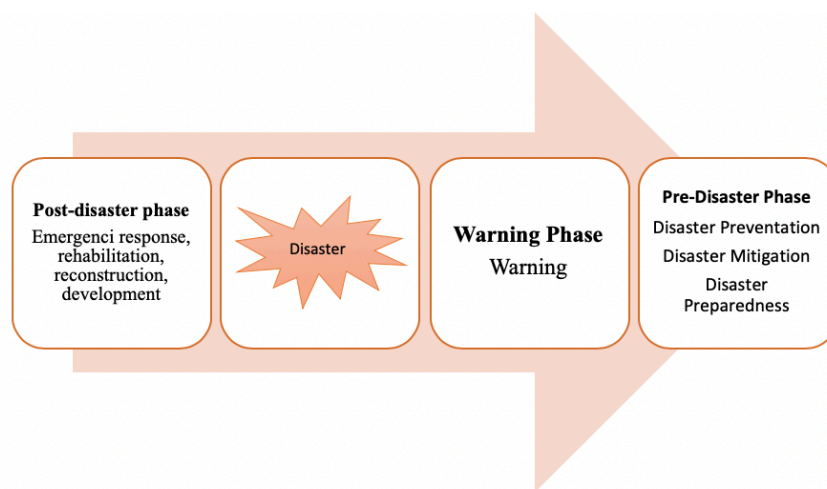 Post-disaster phase
Emergenci response,
rehabilitation,
reconstruction,
development
Disaster
Warning Phase
Warning
Pre-Disaster Phase
Disaster Preventation
Disaster Mitigation
Disaster
Preparedness